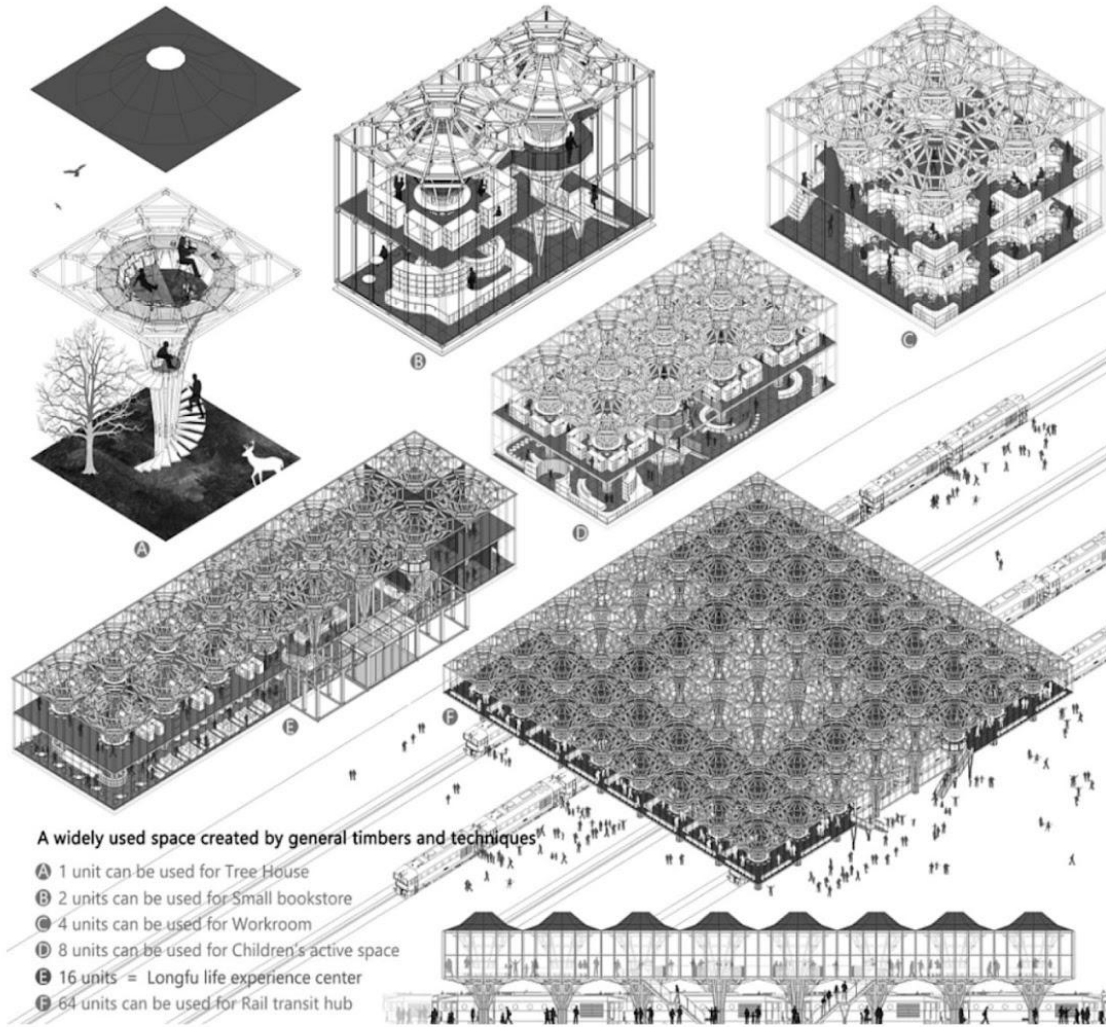 A
B
C
D
E
F
A widely used space created by general timbers and techniques
A 1 unit can be used for Tree House
B 2 units can be used for Small bookstore
C 4 units can be used for Workroom
D 8 units can be used for Children's active space
E 16 units = Longfu life experience center
F 64 units can be used for Rail transit hub